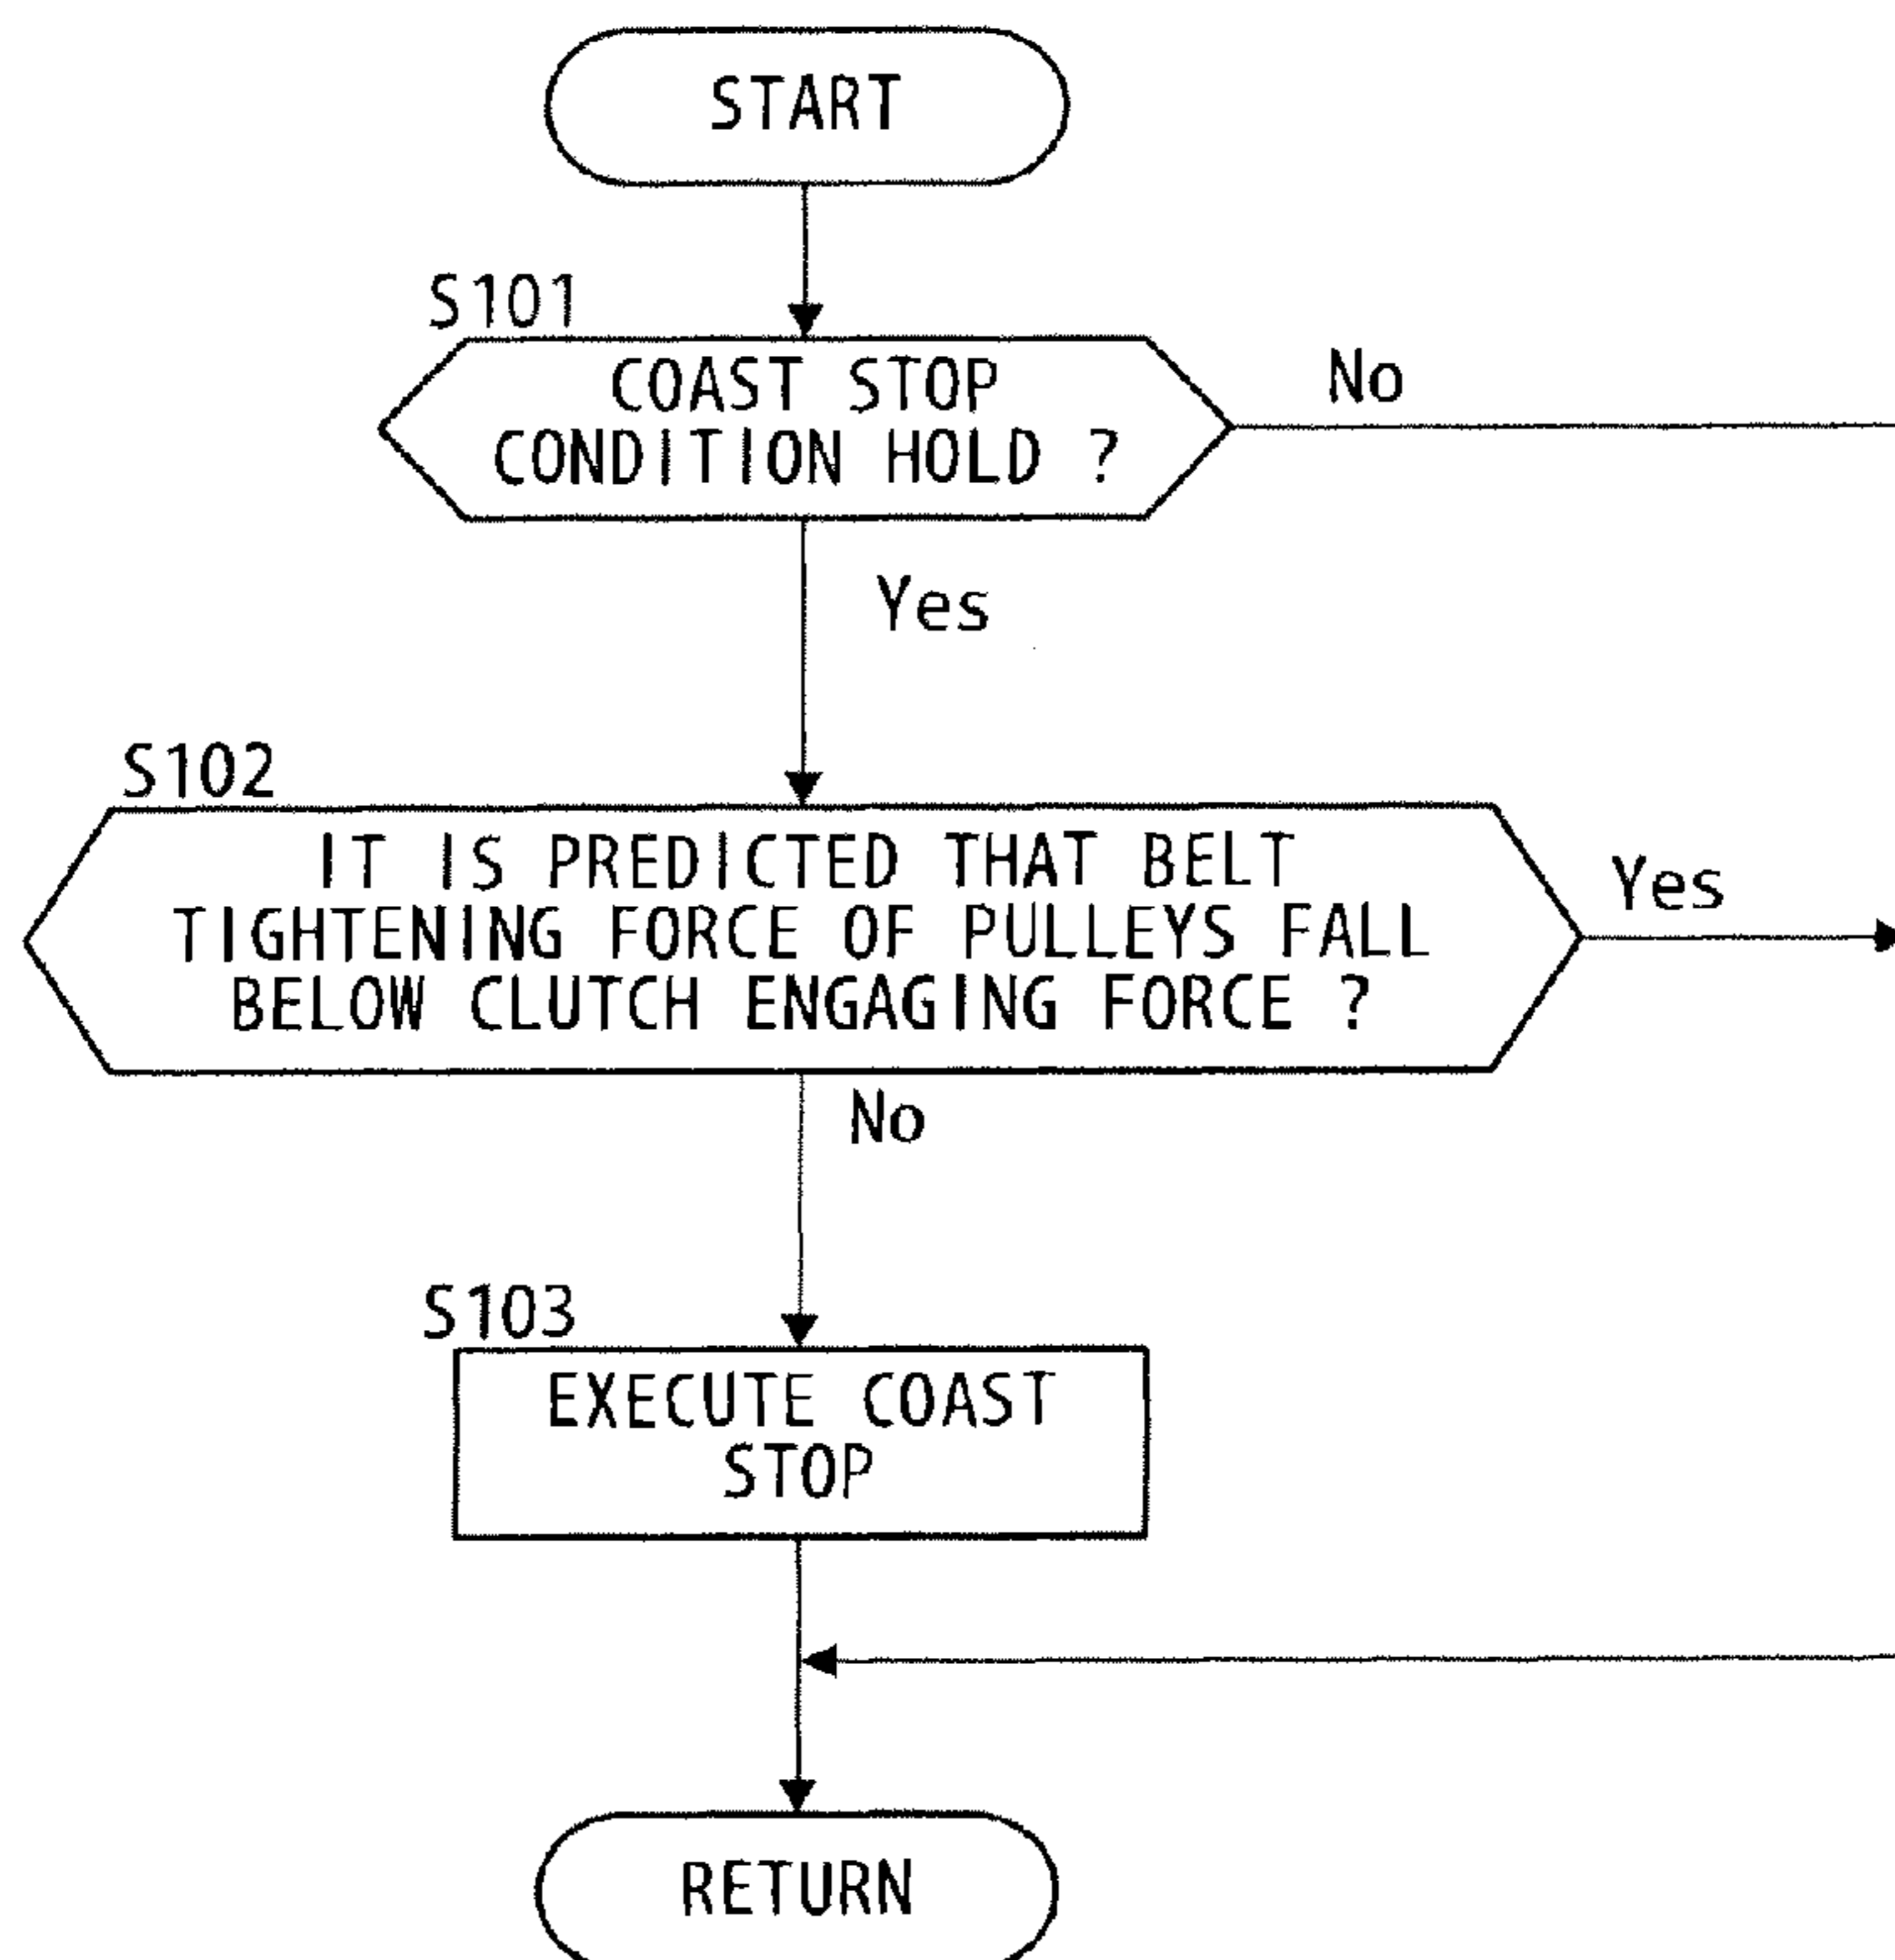 START
S101
COAST STOP
CONDITION HOLD ?
No
Yes
S102
IT IS PREDICTED THAT BELT
TIGHTENING FORCE OF PULLEYS FALL
BELOW CLUTCH ENGAGING FORCE ?
Yes
No
S103
EXECUTE COAST
STOP
RETURN